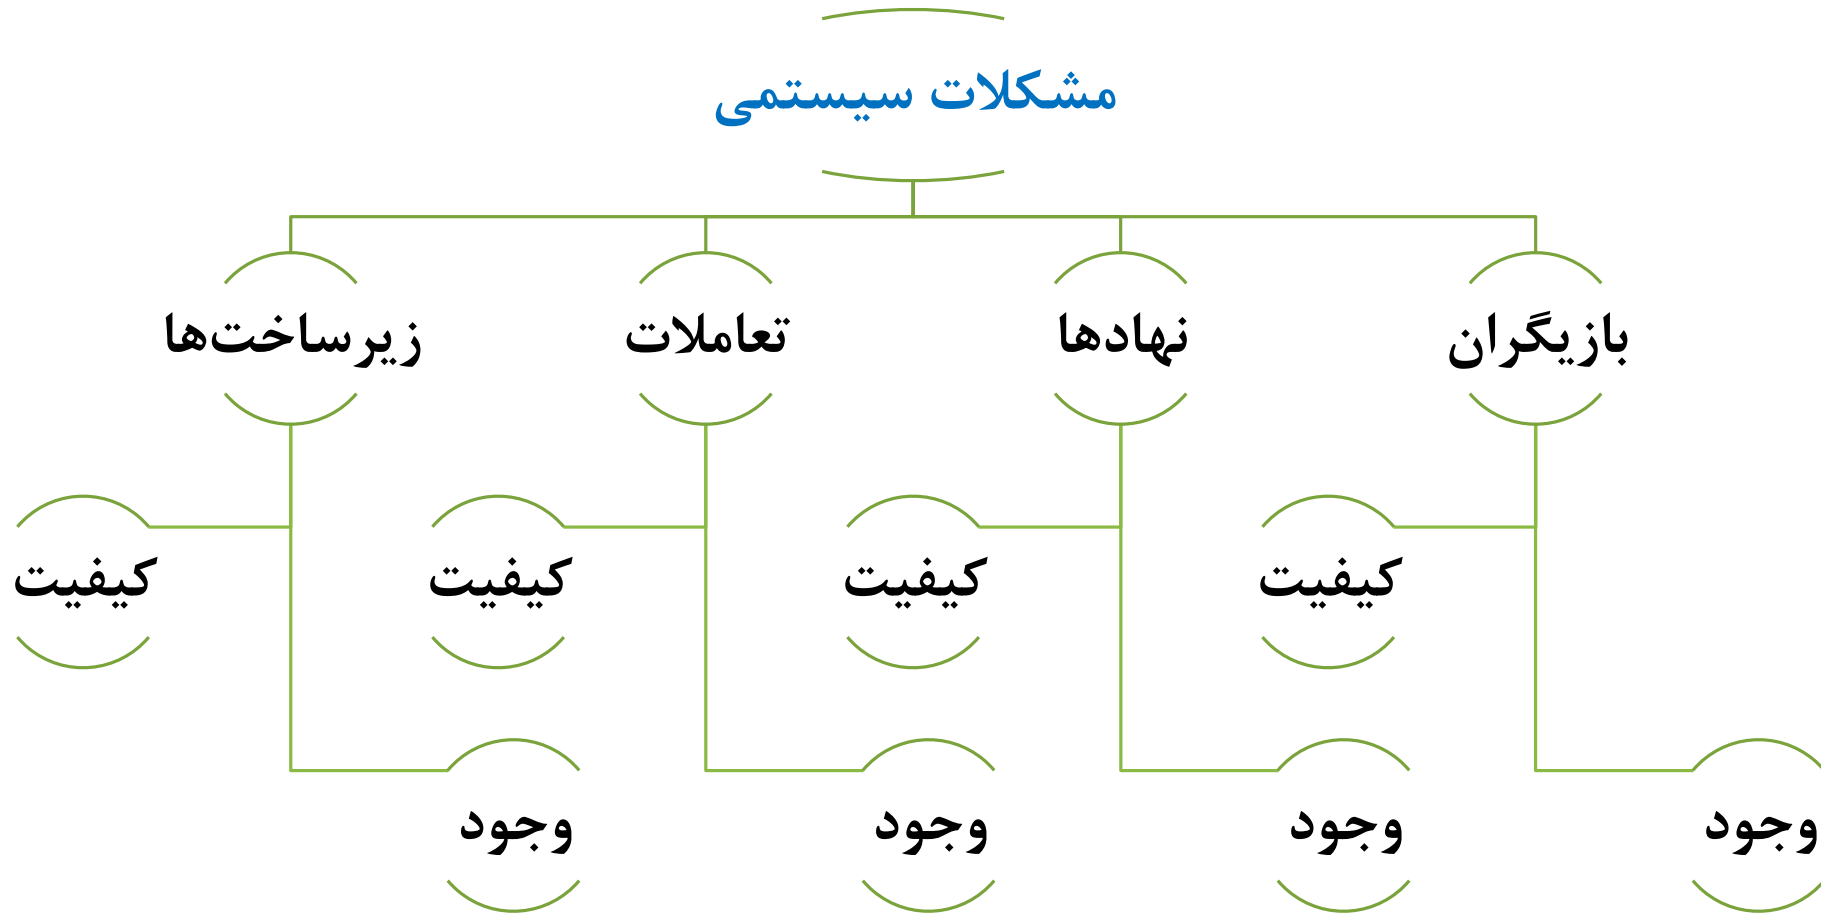 مشکلات سیستمی
بازیگران
نهادها
تعاملات
زیرساخت‌ها
کیفیت
کیفیت
کیفیت
کیفیت
وجود
وجود
وجود
وجود